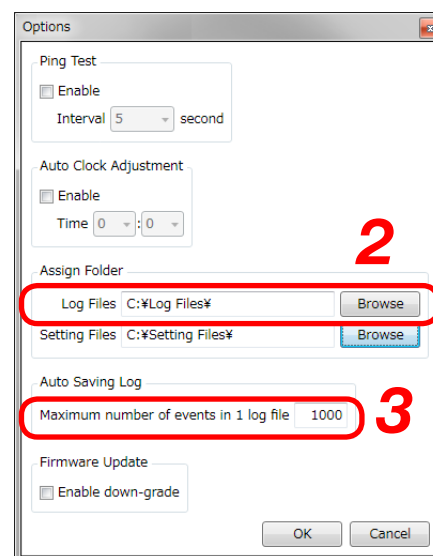 Options
Ping Test
Enable
Interval 5 second
Auto Clock Adjustment
Enable
Time 0 : 0
2
Assign Folder
Log Files C:¥Log Files¥ Browse
Setting Files C:¥Setting Files¥ Browse
Auto Saving Log
Maximum number of events in 1 log file 1000 3
Firmware Update
Enable down-grade
OK Cancel